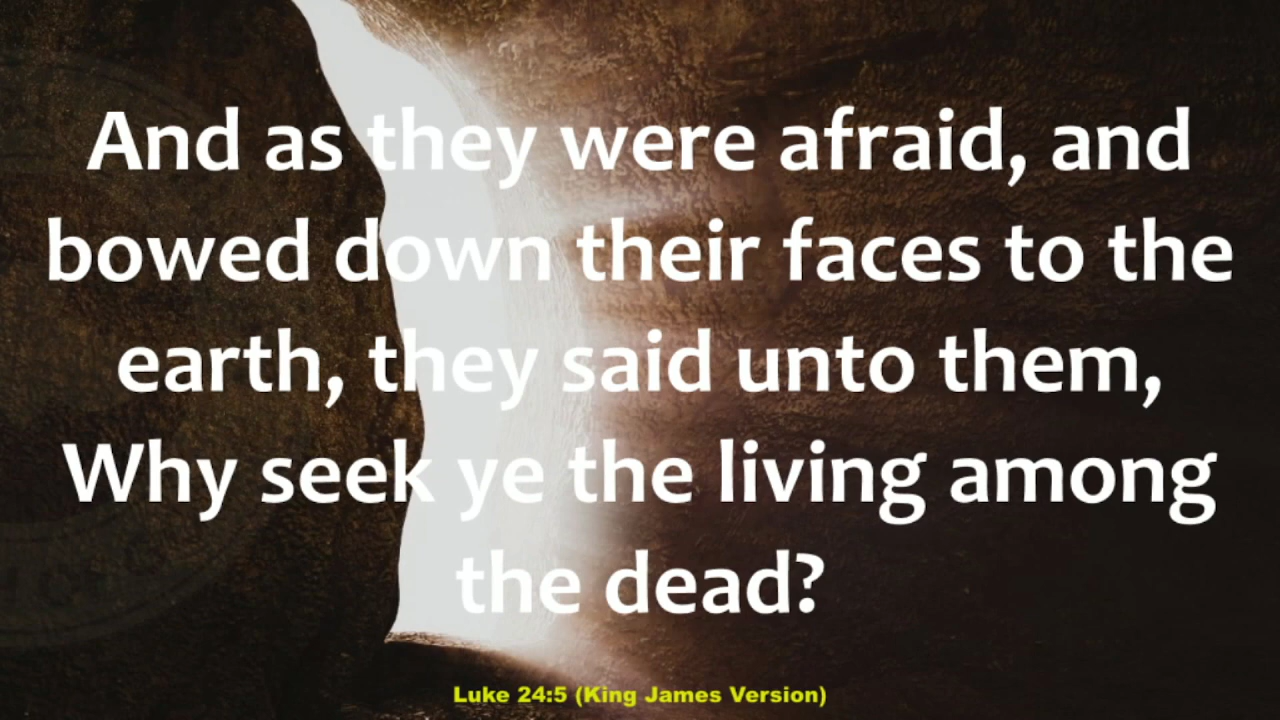 And as they were afraid, and
bowed down their faces to the
earth, they said unto them,
Why seek ye the living among
the dead?
Luke 24:5 (King James Version)